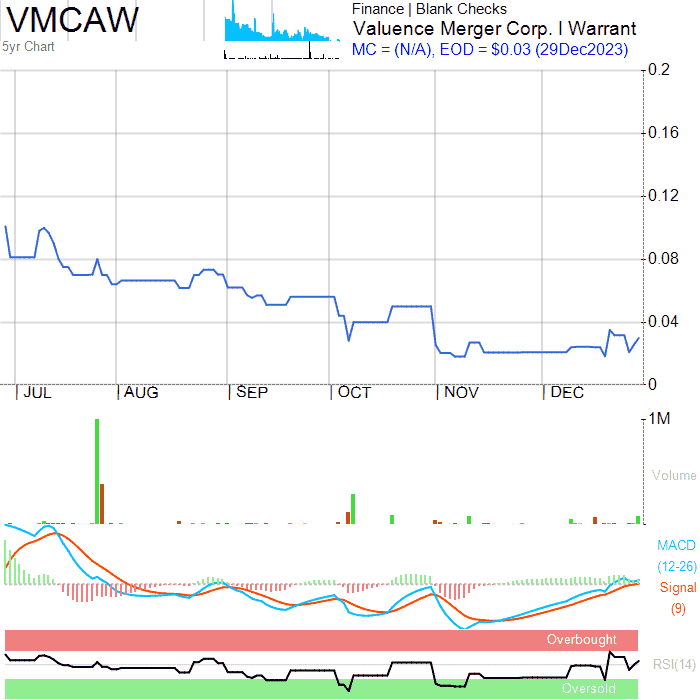 VMCAW
5yr Chart
Finance | Blank Checks
Valuence Merger Corp. I Warrant
MC = (N/A), EOD = $0.03 (29Dec2023)
0.2
0.16
0.12
0.08
0.04
0
JUL AUG SEP OCT NOV DEC
1M
Volume
MACD
(12-26)
Signal
(9)
Overbought
RSI(14)
Oversold